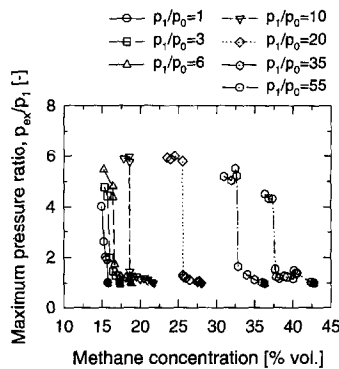 p1/p0=1
p1/p0=3
p1/p0=6
p1/p0=10
p1/p0=20
p1/p0=35
p1/p0=55
Maximum pressure ratio, pex/p1 [-]
8
6
4
2
0
10 15 20 25 30 35 40 45
Methane concentration [% vol.]